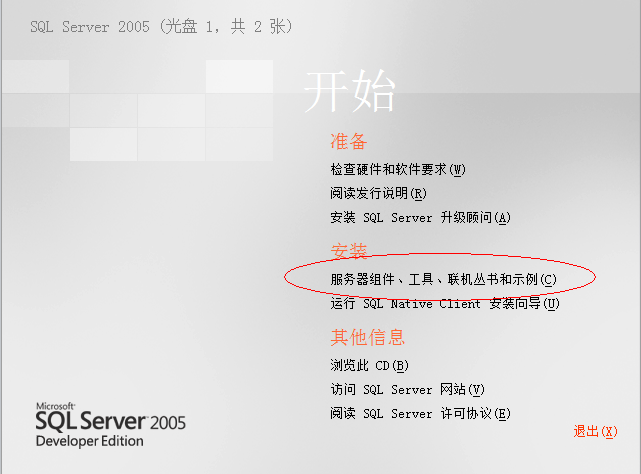 SQL Server 2005 (光盘 1，共 2 张)
开始
准备
检查硬件和软件要求(W)
阅读发行说明(R)
安装 SQL Server 升级顾问(A)
安装
服务器组件、工具、联机丛书和示例(C)
运行 SQL Native Client 安装向导(U)
其他信息
浏览此 CD(B)
访问 SQL Server 网站(V)
阅读 SQL Server 许可协议(E)
退出(X)
Microsoft
SQL Server 2005
Developer Edition